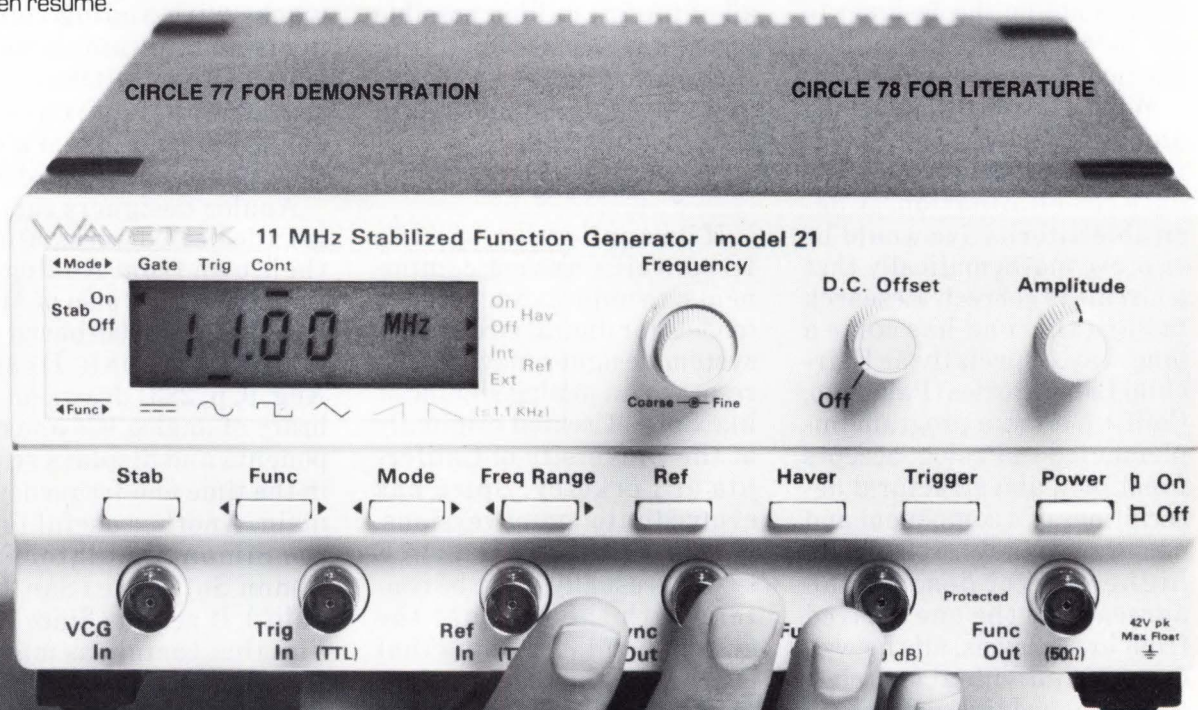 en resume.
CIRCLE 77 FOR DEMONSTRATION
CIRCLE 78 FOR LITERATURE
WAVETEK 11 MHz Stabilized Function Generator model 21
Mode
Gate Trig Cont
Frequency
D.C. Offset
Amplitude
Stab On
Off
11.00 MHz
On
Off Hav
Int
Ext Ref
Func
(≤1.1 KHz)
Coarse Fine
Off
Stab
Func
Mode
Freq Range
Ref
Haver
Trigger
Power
On
Off
VCG
In
Trig
In (TTL)
Ref
In
Out
dB)
Protected
Func
Out (50Ω)
42V pk
Max Float